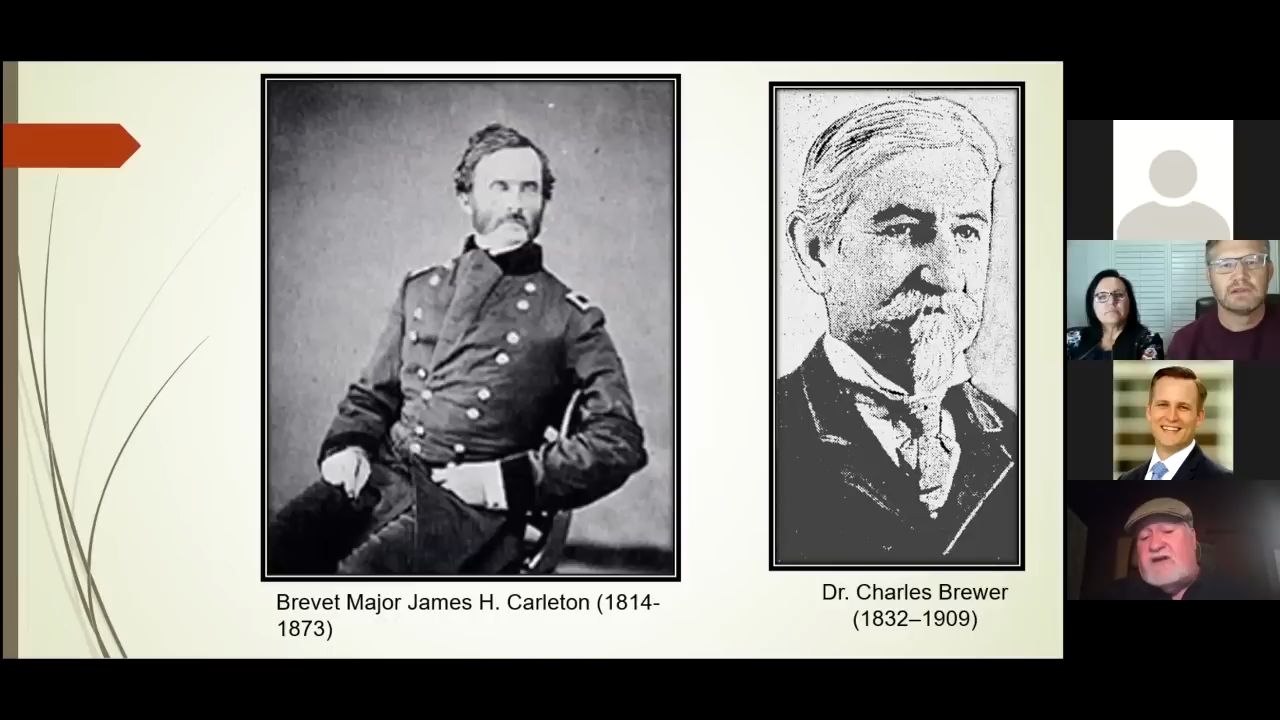 Brevet Major James H. Carleton (1814-
1873)
Dr. Charles Brewer
(1832–1909)